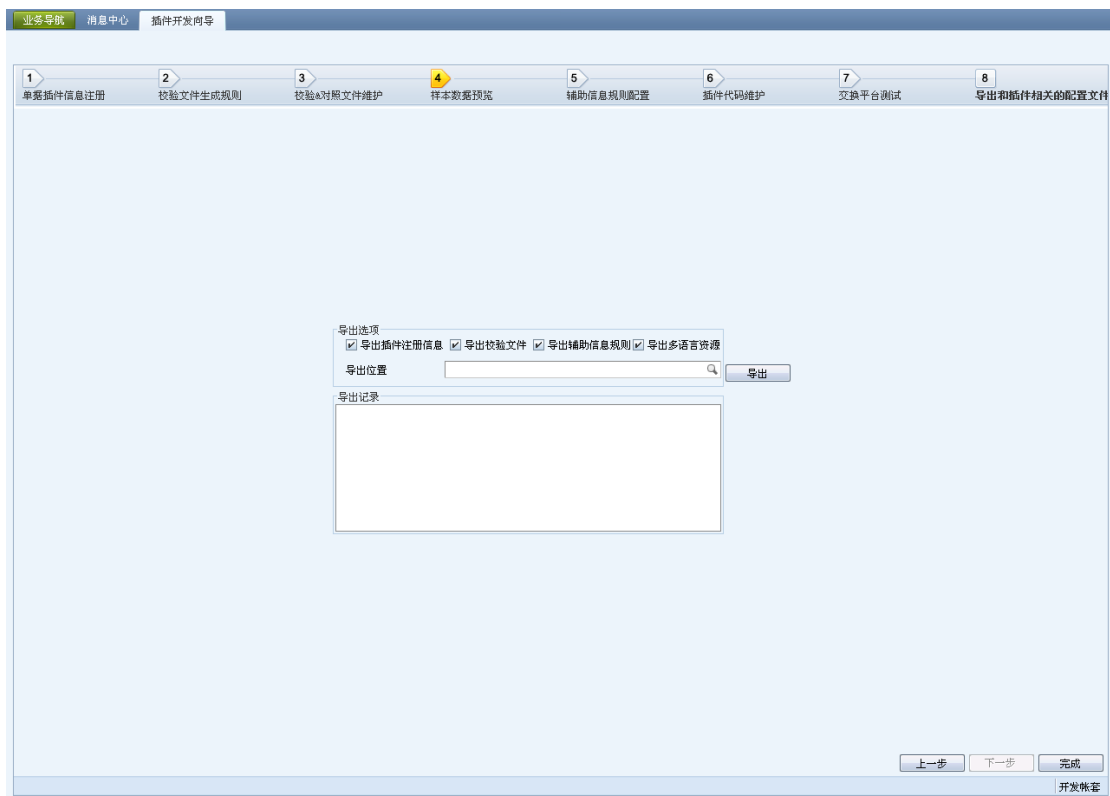 业务导航 消息中心 插件开发向导
1 2 3 4 5 6 7 8
单据插件信息注册 校验文件生成规则 校验&对照文件维护 样本数据预览 辅助信息规则配置 插件代码维护 交换平台测试 导出和插件相关的配置文件
导出选项
导出插件注册信息 导出校验文件 导出辅助信息规则 导出多语言资源
导出位置 导出
导出记录
上一步 下一步 完成
开发帐套